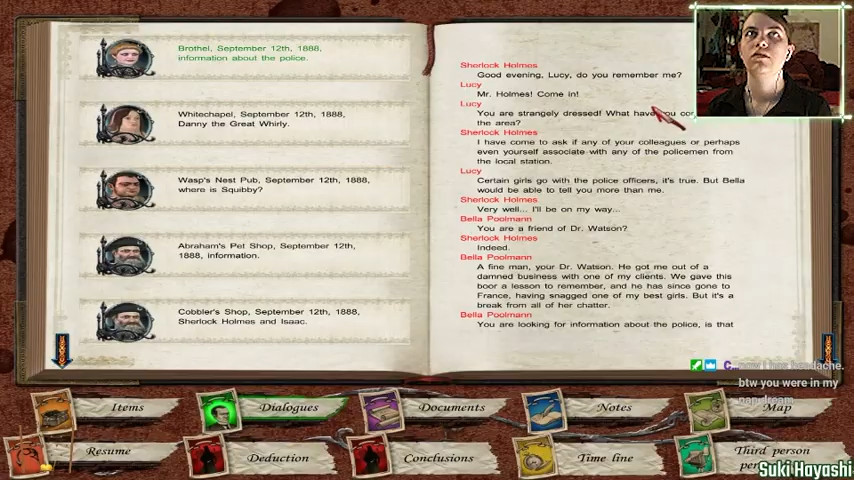 Brothel, September 12th, 1888,
information about the police.
Whitechapel, September 12th, 1888,
Danny the Great Whirly.
Wasp's Nest Pub, September 12th, 1888,
where is Squibby?
Abraham's Pet Shop, September 12th,
1888, information.
Cobbler's Shop, September 12th, 1888,
Sherlock Holmes and Isaac.
Sherlock Holmes
Good evening, Lucy, do you remember me?
Lucy
Mr. Holmes! Come in!
Lucy
You are strangely dressed! What have you
the area?
Sherlock Holmes
I have come to ask if any of your colleagues or perhaps
even yourself associate with any of the policemen from
the local station.
Lucy
Certain girls go with the police officers, it's true. But Bella
would be able to tell you more than me.
Sherlock Holmes
Very well... I'll be on my way...
Bella Poolmann
You are a friend of Dr. Watson?
Sherlock Holmes
Indeed.
Bella Poolmann
A fine man, your Dr. Watson. He got me out of a
damned business with one of my clients. We gave this
boor a lesson to remember, and he has since gone to
France, having snagged one of my best girls. But it's a
break from all of her chatter.
Bella Poolmann
You are looking for information about the police, is that
C...now I has headache.
btw you were in my
nap dream
Items
Dialogues
Documents
Notes
Map
Resume
Deduction
Conclusions
Time line
Third person
Suki Hayashi